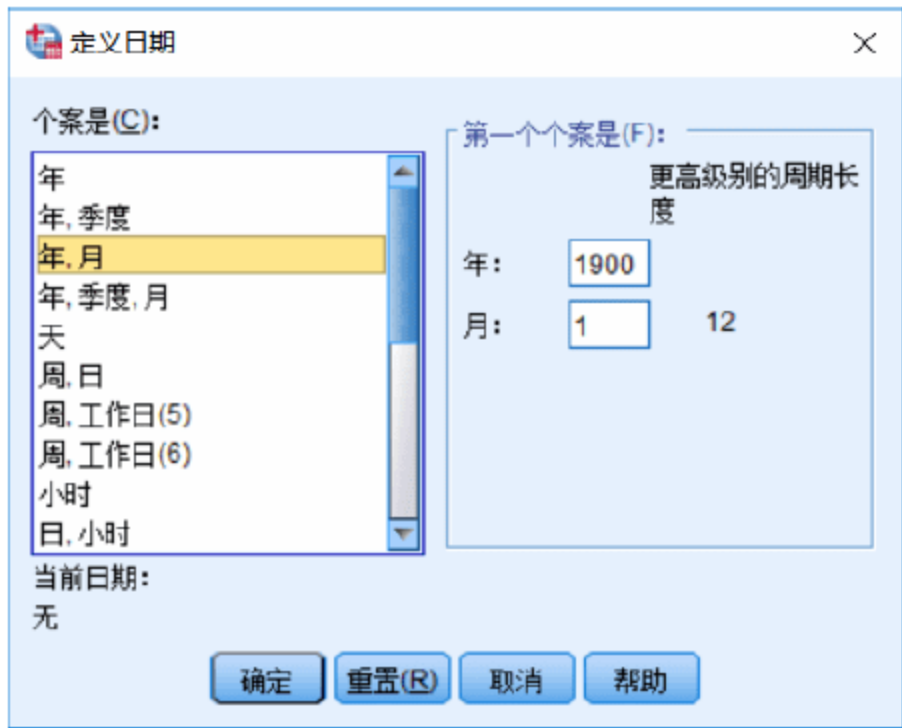 定义日期
个案是(C):
年
年, 季度
年, 月
年, 季度, 月
天
周, 日
周, 工作日(5)
周, 工作日(6)
小时
日, 小时
当前日期:
无
第一个个案是(F):
更高级别的周期长
度
年: 1900
月: 1 12
确定 重置(R) 取消 帮助